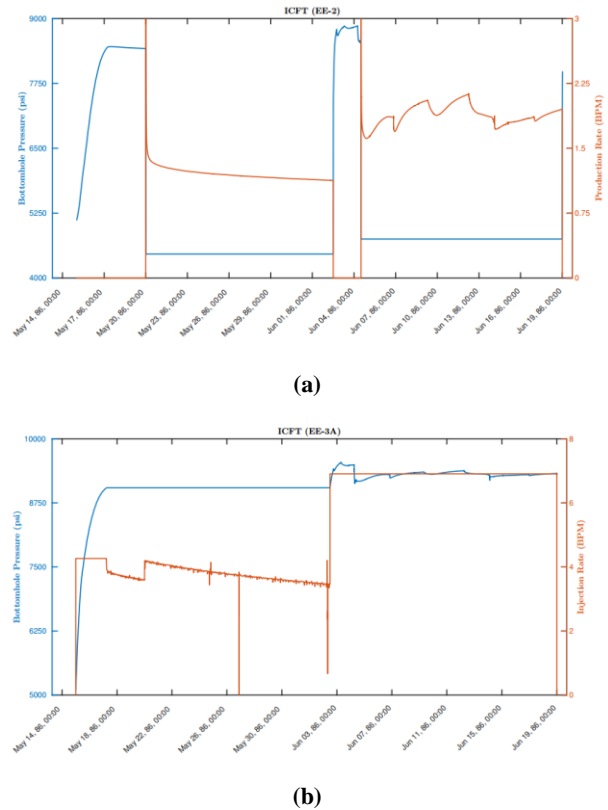 ICFT (EE-2)
9000
7750
6500
5250
4000
Bottomhole Pressure (psi)
3
2.25
1.5
0.75
0
Production Rate (BPM)
May 14, 86, 00:00
May 17, 86, 00:00
May 20, 86, 00:00
May 23, 86, 00:00
May 26, 86, 00:00
May 29, 86, 00:00
Jun 01, 86, 00:00
Jun 04, 86, 00:00
Jun 07, 86, 00:00
Jun 10, 86, 00:00
Jun 13, 86, 00:00
Jun 16, 86, 00:00
Jun 19, 86, 00:00
(a)
ICFT (EE-3A)
10000
8750
7500
6250
5000
Bottomhole Pressure (psi)
8
6
4
2
0
Injection Rate (BPM)
May 14, 86, 00:00
May 18, 86, 00:00
May 22, 86, 00:00
May 26, 86, 00:00
May 30, 86, 00:00
Jun 03, 86, 00:00
Jun 07, 86, 00:00
Jun 11, 86, 00:00
Jun 15, 86, 00:00
Jun 19, 86, 00:00
(b)